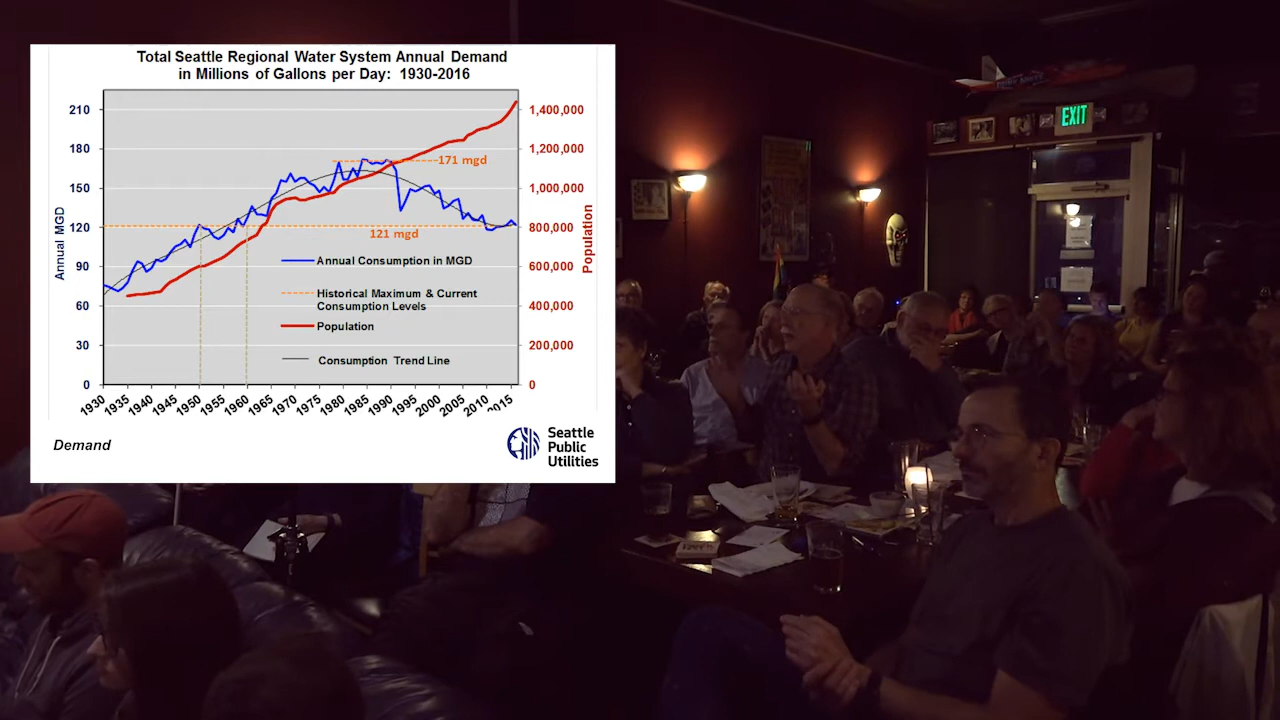 Total Seattle Regional Water System Annual Demand
in Millions of Gallons per Day: 1930-2016
210
180
150
120
90
60
30
0
Annual MGD
1,400,000
1,200,000
1,000,000
800,000
600,000
400,000
200,000
0
Population
171 mgd
121 mgd
Annual Consumption in MGD
Historical Maximum & Current
Consumption Levels
Population
Consumption Trend Line
1930 1935 1940 1945 1950 1955 1960 1965 1970 1975 1980 1985 1990 1995 2000 2005 2010 2015
Demand
Seattle
Public
Utilities
EXIT